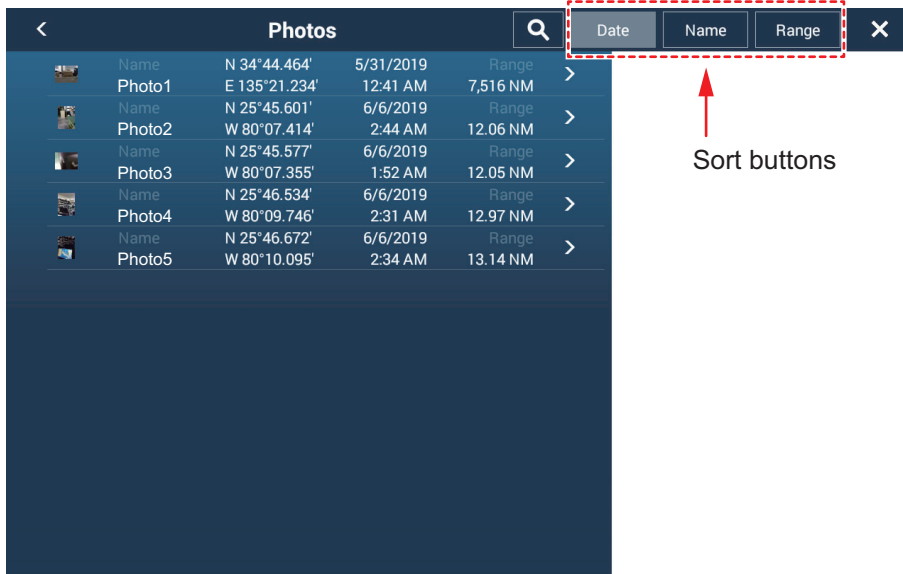 Photos Date Name Range
Name N 34°44.464' 5/31/2019 Range
Photo1 E 135°21.234' 12:41 AM 7,516 NM
Name N 25°45.601' 6/6/2019 Range
Photo2 W 80°07.414' 2:44 AM 12.06 NM
Name N 25°45.577' 6/6/2019 Range
Photo3 W 80°07.355' 1:52 AM 12.05 NM
Name N 25°46.534' 6/6/2019 Range
Photo4 W 80°09.746' 2:31 AM 12.97 NM
Name N 25°46.672' 6/6/2019 Range
Photo5 W 80°10.095' 2:34 AM 13.14 NM
Sort buttons